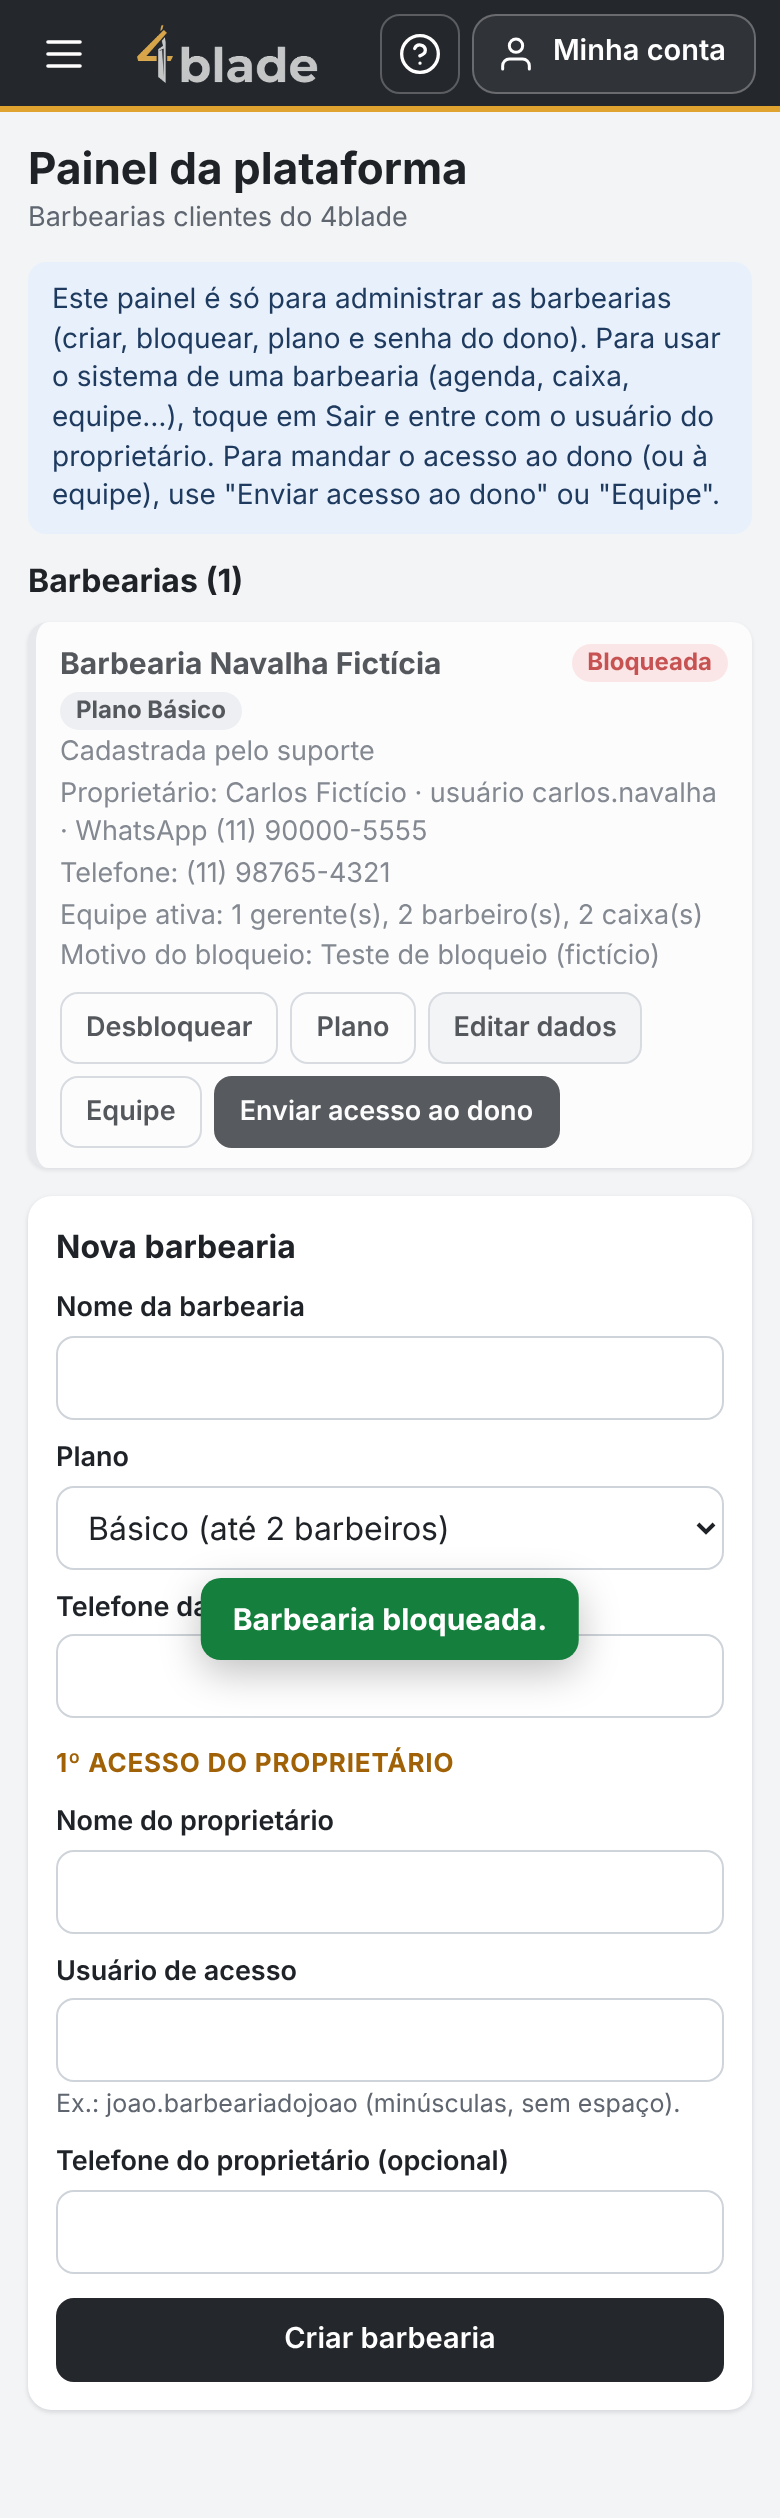 4blade
Minha conta
Painel da plataforma
Barbearias clientes do 4blade
Este painel é só para administrar as barbearias
(criar, bloquear, plano e senha do dono). Para usar
o sistema de uma barbearia (agenda, caixa,
equipe...), toque em Sair e entre com o usuário do
proprietário. Para mandar o acesso ao dono (ou à
equipe), use "Enviar acesso ao dono" ou "Equipe".
Barbearias (1)
Barbearia Navalha Fictícia
Bloqueada
Plano Básico
Cadastrada pelo suporte
Proprietário: Carlos Fictício · usuário carlos.navalha
· WhatsApp (11) 90000-5555
Telefone: (11) 98765-4321
Equipe ativa: 1 gerente(s), 2 barbeiro(s), 2 caixa(s)
Motivo do bloqueio: Teste de bloqueio (fictício)
Desbloquear
Plano
Editar dados
Equipe
Enviar acesso ao dono
Nova barbearia
Nome da barbearia
Plano
Básico (até 2 barbeiros)
Telefone
Barbearia bloqueada.
1º ACESSO DO PROPRIETÁRIO
Nome do proprietário
Usuário de acesso
Ex.: joao.barbeariadojoao (minúsculas, sem espaço).
Telefone do proprietário (opcional)
Criar barbearia